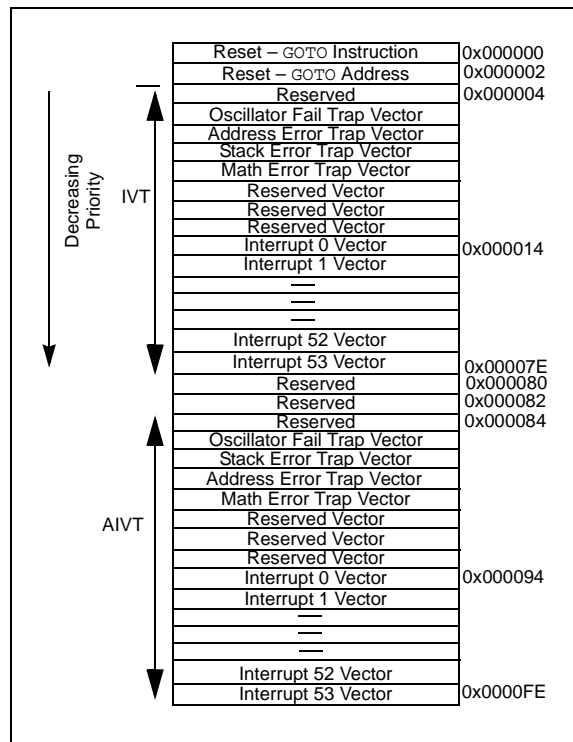 Reset – GOTO Instruction 0x000000
Reset – GOTO Address 0x000002
Reserved 0x000004
Oscillator Fail Trap Vector
Address Error Trap Vector
Stack Error Trap Vector
Math Error Trap Vector
Reserved Vector
Reserved Vector
Reserved Vector
Interrupt 0 Vector 0x000014
Interrupt 1 Vector
—
—
—
Interrupt 52 Vector
Interrupt 53 Vector 0x00007E
Reserved 0x000080
Reserved 0x000082
Reserved 0x000084
Oscillator Fail Trap Vector
Stack Error Trap Vector
Address Error Trap Vector
Math Error Trap Vector
Reserved Vector
Reserved Vector
Reserved Vector
Interrupt 0 Vector 0x000094
Interrupt 1 Vector
—
—
—
Interrupt 52 Vector
Interrupt 53 Vector 0x0000FE
Decreasing
Priority
IVT
AIVT